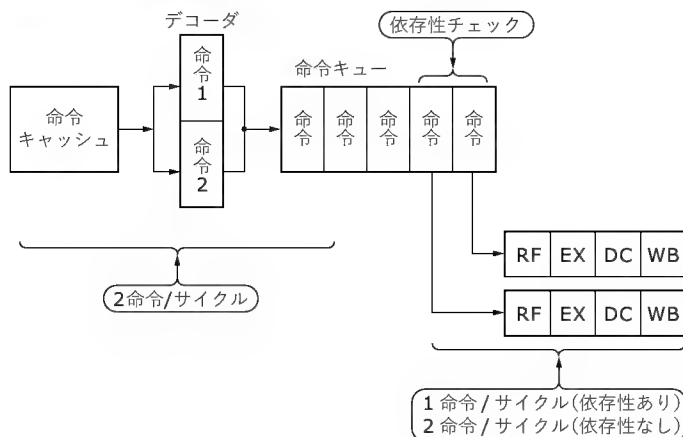 デコーダ
依存性チェック
命令
1
命令
2
命令キュー
命令
キャッシュ
命令
命令
命令
命令
命令
RF EX DC WB
2命令/サイクル
RF EX DC WB
1 命令 / サイクル(依存性あり)
2 命令 / サイクル(依存性なし)